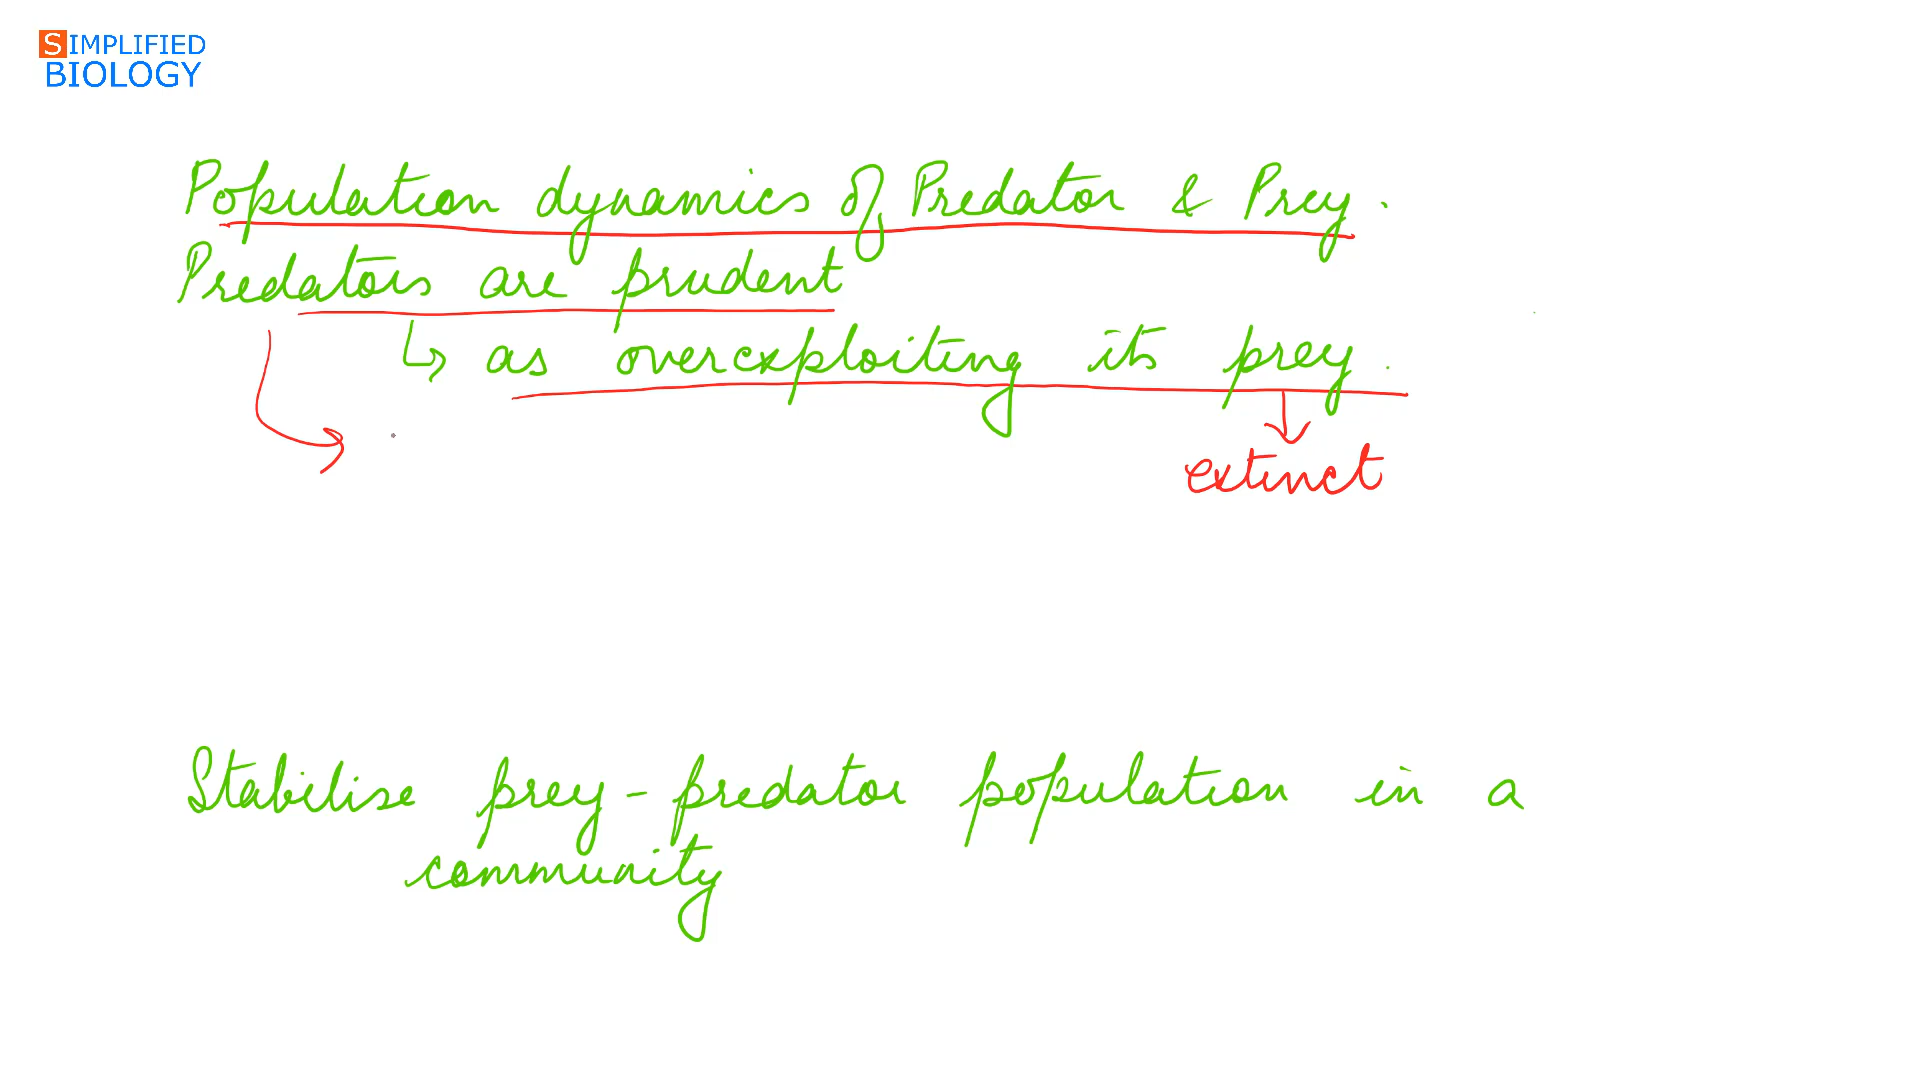 SIMPLIFIED
BIOLOGY
Population dynamics of Predator & Prey.
Predators are prudent
↳ as overexploiting its prey.
extinct
Stabilise prey-predator population in a
community